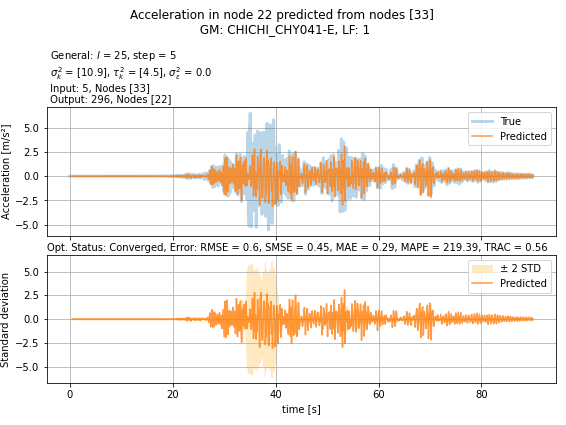 Acceleration in node 22 predicted from nodes [33]
GM: CHICHI_CHY041-E, LF: 1
General: l = 25, step = 5
σ²ₖ = [10.9], τ²ₖ = [4.5], σ²ε = 0.0
Input: 5, Nodes [33]
Output: 296, Nodes [22]
Acceleration [m/s²]
5.0
2.5
0.0
−2.5
−5.0
True
Predicted
Opt. Status: Converged, Error: RMSE = 0.6, SMSE = 0.45, MAE = 0.29, MAPE = 219.39, TRAC = 0.56
Standard deviation
5.0
2.5
0.0
−2.5
−5.0
± 2 STD
Predicted
0 20 40 60 80
time [s]